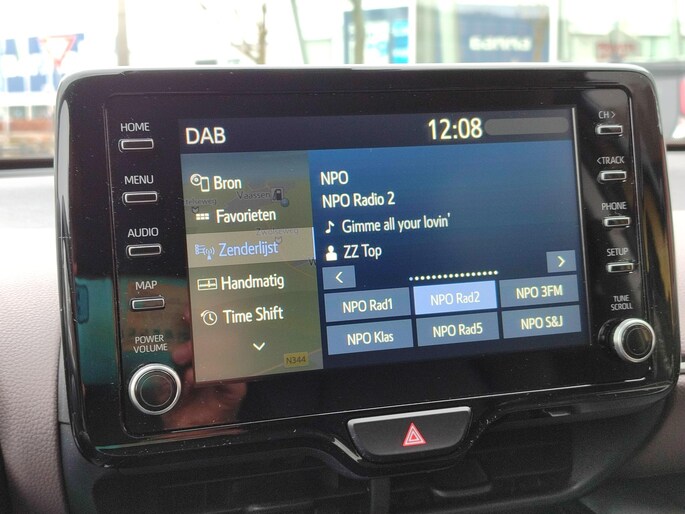 HOME
MENU
AUDIO
MAP
POWER
VOLUME
DAB
12:08
Bron
Favorieten
Zenderlijst
Handmatig
Time Shift
Vaassen
N344
NPO
NPO Radio 2
Gimme all your lovin'
ZZ Top
NPO Rad1
NPO Rad2
NPO 3FM
NPO Klas
NPO Rad5
NPO S&J
CH >
< TRACK
PHONE
SETUP
TUNE
SCROLL